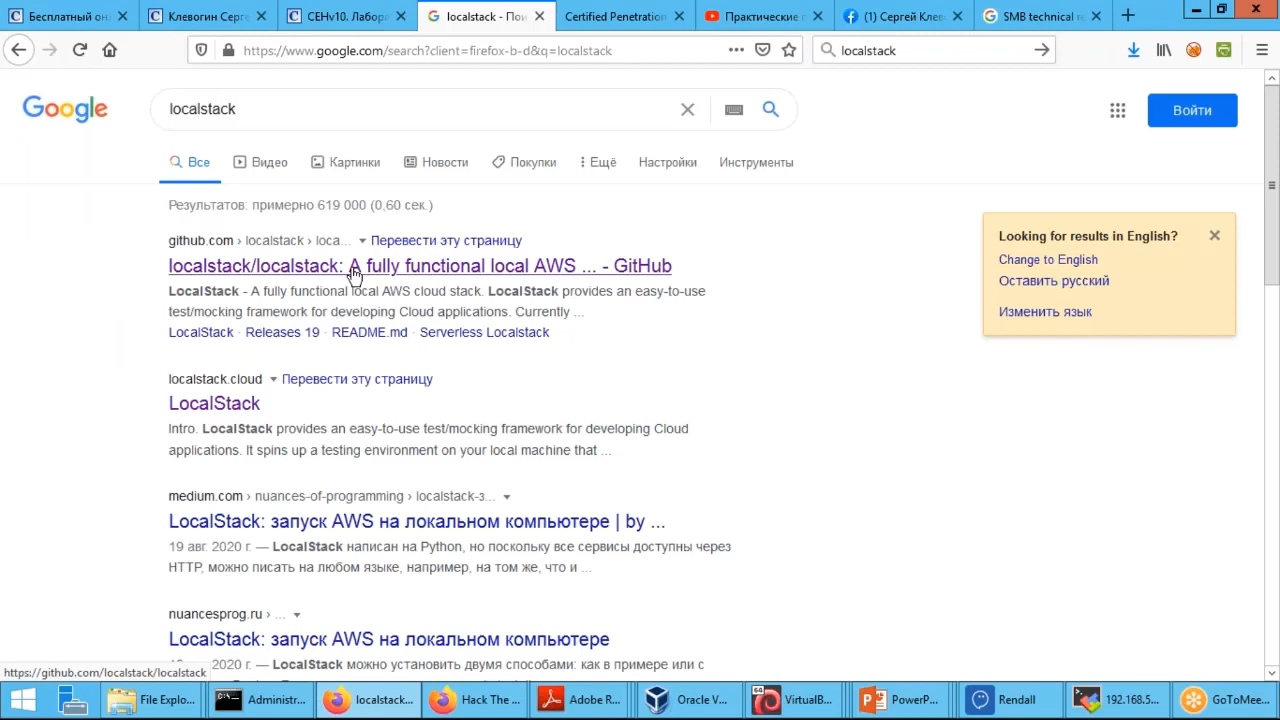 Бесплатный он
Клевогин Серге
CEHv10. Лабора
localstack - Пои
Certified Penetration
Практические п
(1) Сергей Клев
SMB technical re
https://www.google.com/search?client=firefox-b-d&q=localstack
localstack
Google
localstack
Войти
Все
Видео
Картинки
Новости
Покупки
Ещё
Настройки
Инструменты
Результатов: примерно 619 000 (0,60 сек.)
github.com › localstack › loca... Перевести эту страницу
localstack/localstack: A fully functional local AWS ... - GitHub
LocalStack - A fully functional local AWS cloud stack. LocalStack provides an easy-to-use
test/mocking framework for developing Cloud applications. Currently ...
LocalStack · Releases 19 · README.md · Serverless Localstack
Looking for results in English?
Change to English
Оставить русский
Изменить язык
localstack.cloud Перевести эту страницу
LocalStack
Intro. LocalStack provides an easy-to-use test/mocking framework for developing Cloud
applications. It spins up a testing environment on your local machine that ...
medium.com › nuances-of-programming › localstack-з...
LocalStack: запуск AWS на локальном компьютере | by ...
19 авг. 2020 г. — LocalStack написан на Python, но поскольку все сервисы доступны через
HTTP, можно писать на любом языке, например, на том же, что и ...
nuancesprog.ru › ...
LocalStack: запуск AWS на локальном компьютере
2020 г. — LocalStack можно установить двумя способами: как в примере или с
https://github.com/localstack/localstack
File Explo...
Administr...
localstack...
Hack The ...
Adobe R...
Oracle V...
64
VirtualB...
PowerP...
Rendall
192.168.5...
GoToMee...